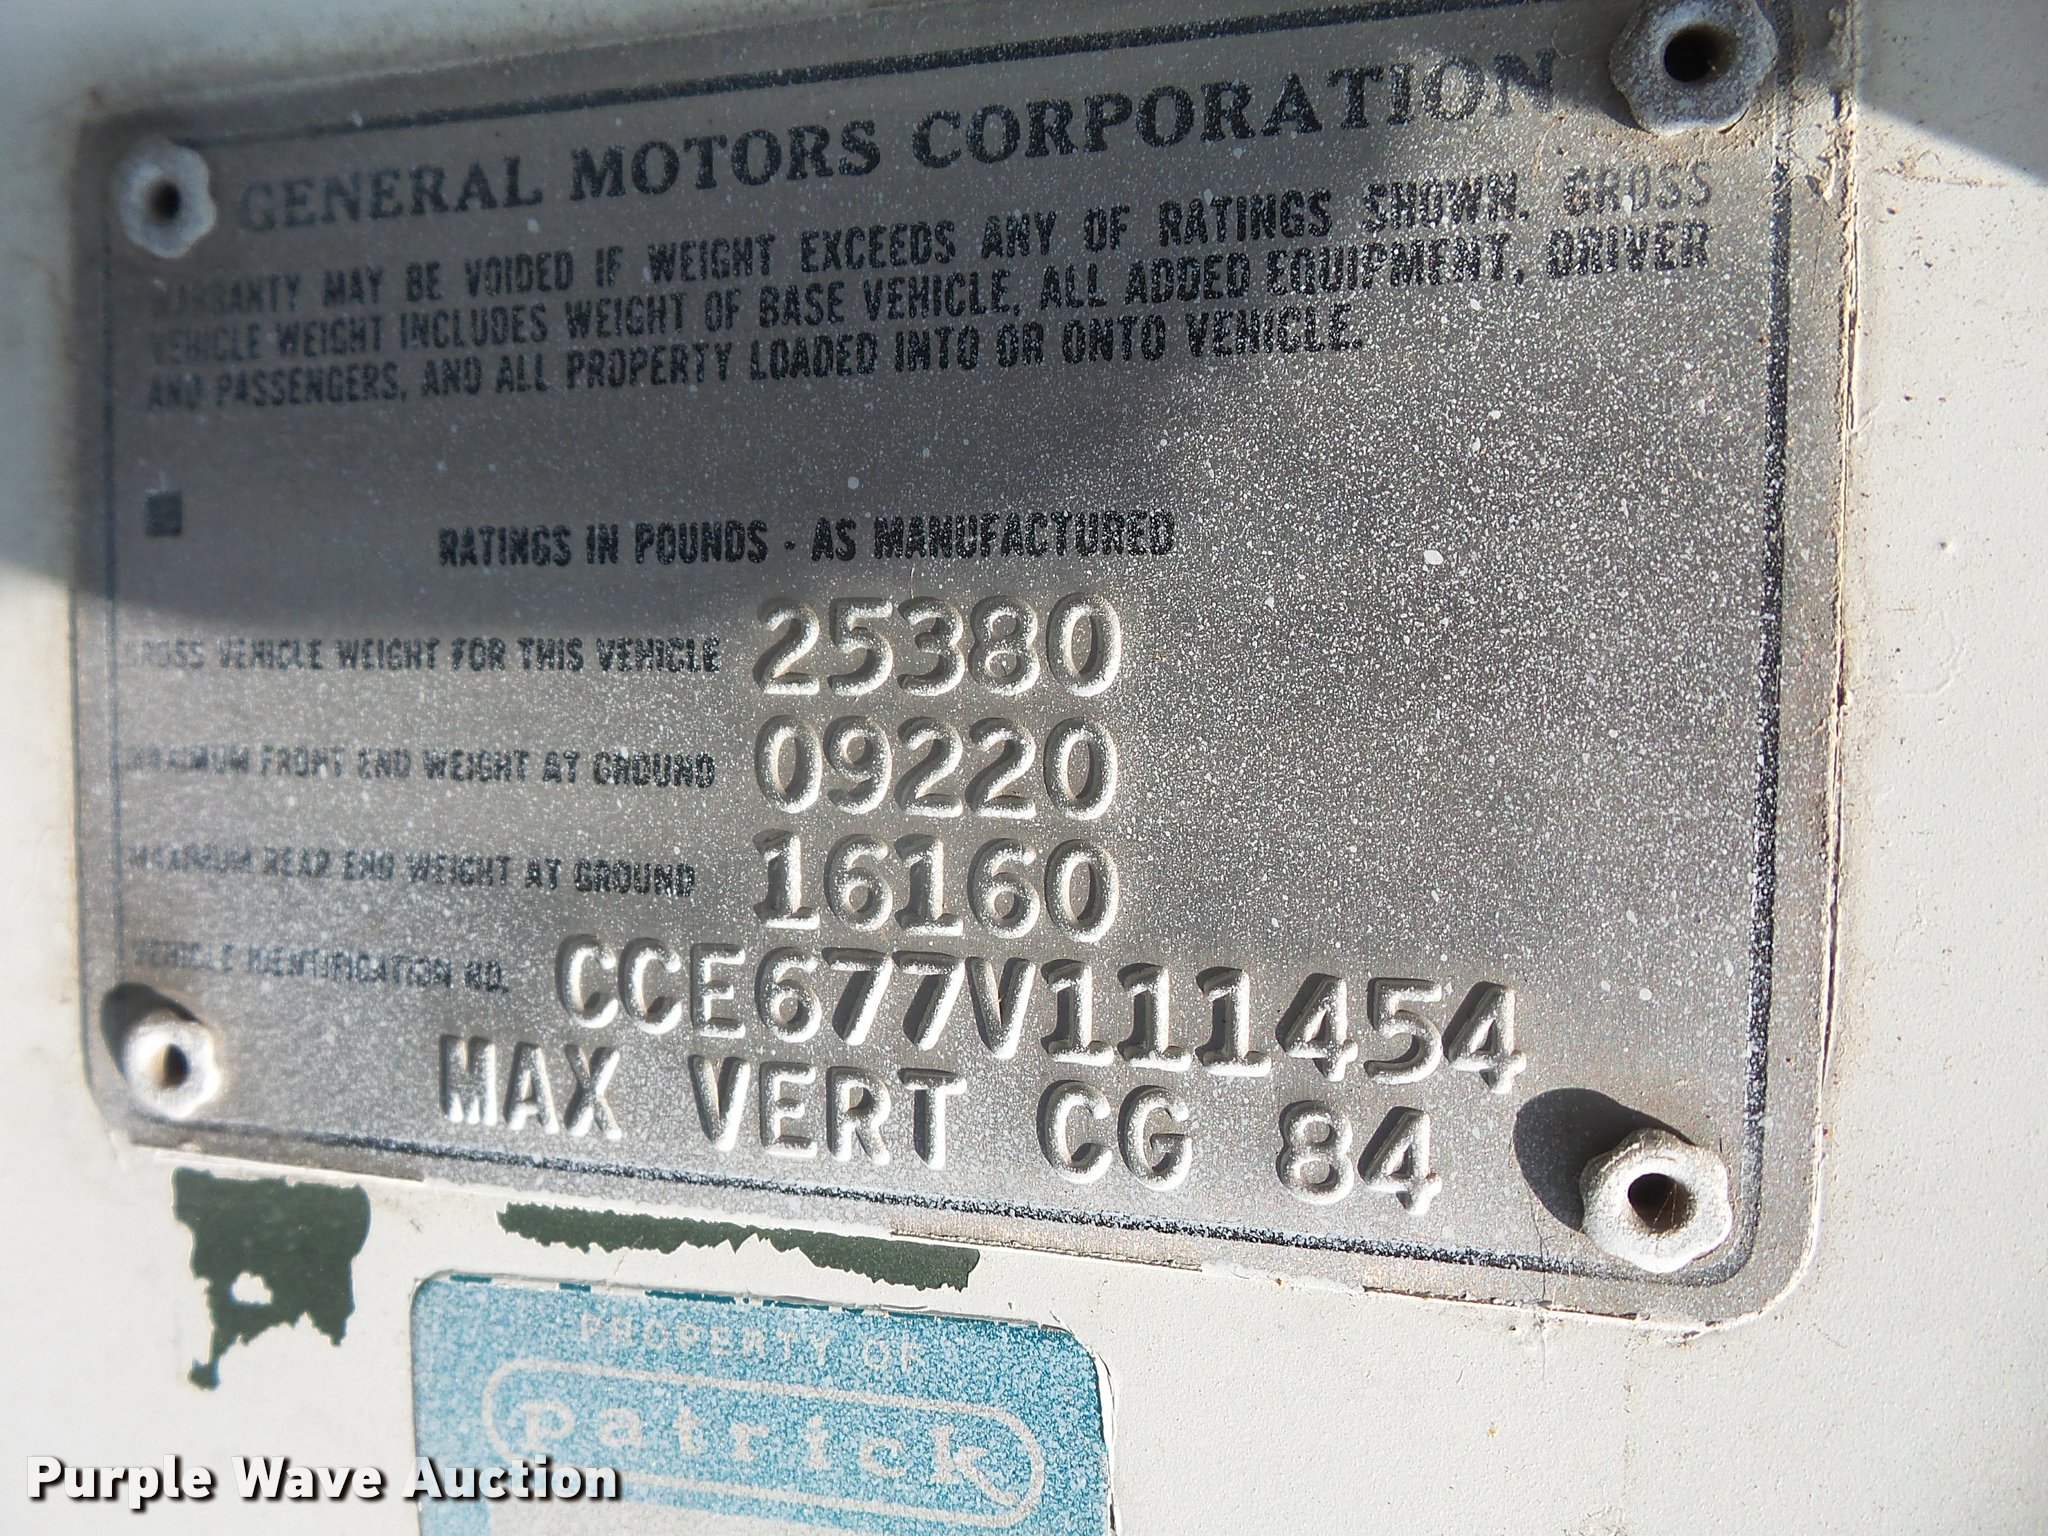 GENERAL MOTORS CORPORATION
WARRANTY MAY BE VOIDED IF WEIGHT EXCEEDS ANY OF RATINGS SHOWN. GROSS
VEHICLE WEIGHT INCLUDES WEIGHT OF BASE VEHICLE, ALL ADDED EQUIPMENT, DRIVER
AND PASSENGERS, AND ALL PROPERTY LOADED INTO OR ONTO VEHICLE.
RATINGS IN POUNDS - AS MANUFACTURED
GROSS VEHICLE WEIGHT FOR THIS VEHICLE 25380
MAXIMUM FRONT END WEIGHT AT GROUND 09220
MAXIMUM REAR END WEIGHT AT GROUND 16160
VEHICLE IDENTIFICATION NO. CCE677V111454
MAX VERT CG 84
PROPERTY OF
patrick
Purple Wave Auction